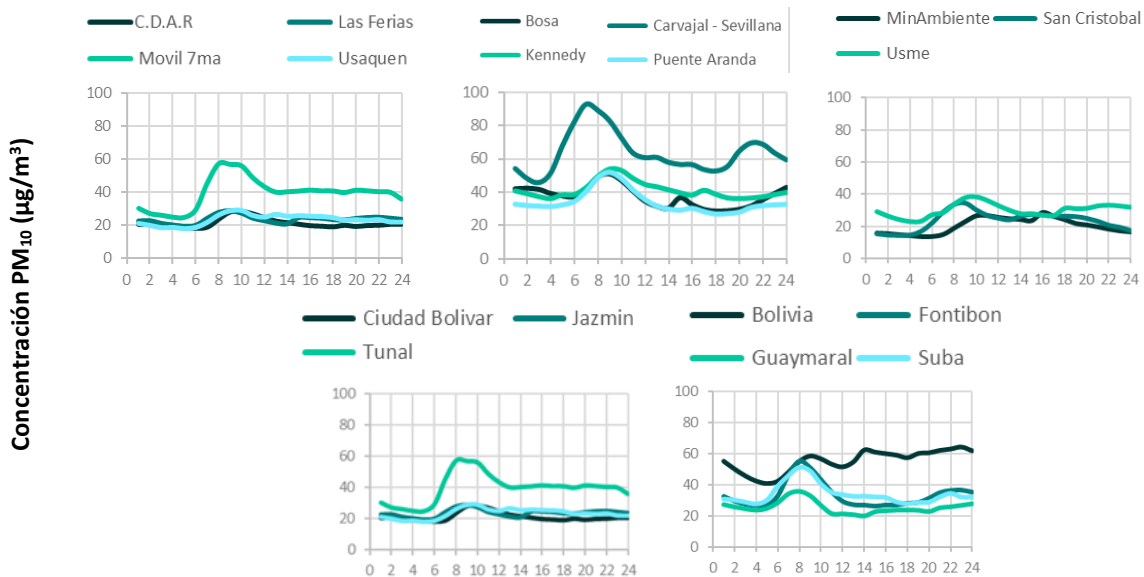 C.D.A.R Las Ferias
Movil 7ma Usaquen
100
80
60
40
20
0
0 2 4 6 8 10 12 14 16 18 20 22 24
Bosa Carvajal - Sevillana
Kennedy Puente Aranda
100
80
60
40
20
0
0 2 4 6 8 10 12 14 16 18 20 22 24
MinAmbiente San Cristobal
Usme
100
80
60
40
20
0
0 2 4 6 8 10 12 14 16 18 20 22 24
Concentración PM₁₀ (µg/m³)
Ciudad Bolivar Jazmin
Tunal
100
80
60
40
20
0
0 2 4 6 8 10 12 14 16 18 20 22 24
Bolivia Fontibon
Guaymaral Suba
100
80
60
40
20
0
0 2 4 6 8 10 12 14 16 18 20 22 24